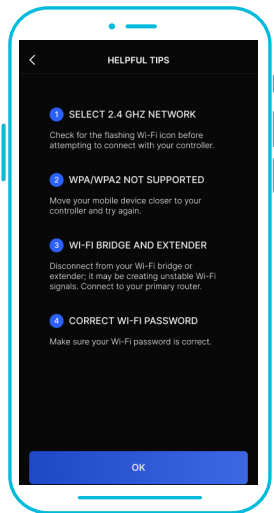 HELPFUL TIPS
1 SELECT 2.4 GHZ NETWORK
Check for the flashing Wi-Fi icon before
attempting to connect with your controller.
2 WPA/WPA2 NOT SUPPORTED
Move your mobile device closer to your
controller and try again.
3 WI-FI BRIDGE AND EXTENDER
Disconnect from your Wi-Fi bridge or
extender; it may be creating unstable Wi-Fi
signals. Connect to your primary router.
4 CORRECT WI-FI PASSWORD
Make sure your Wi-Fi password is correct.
OK